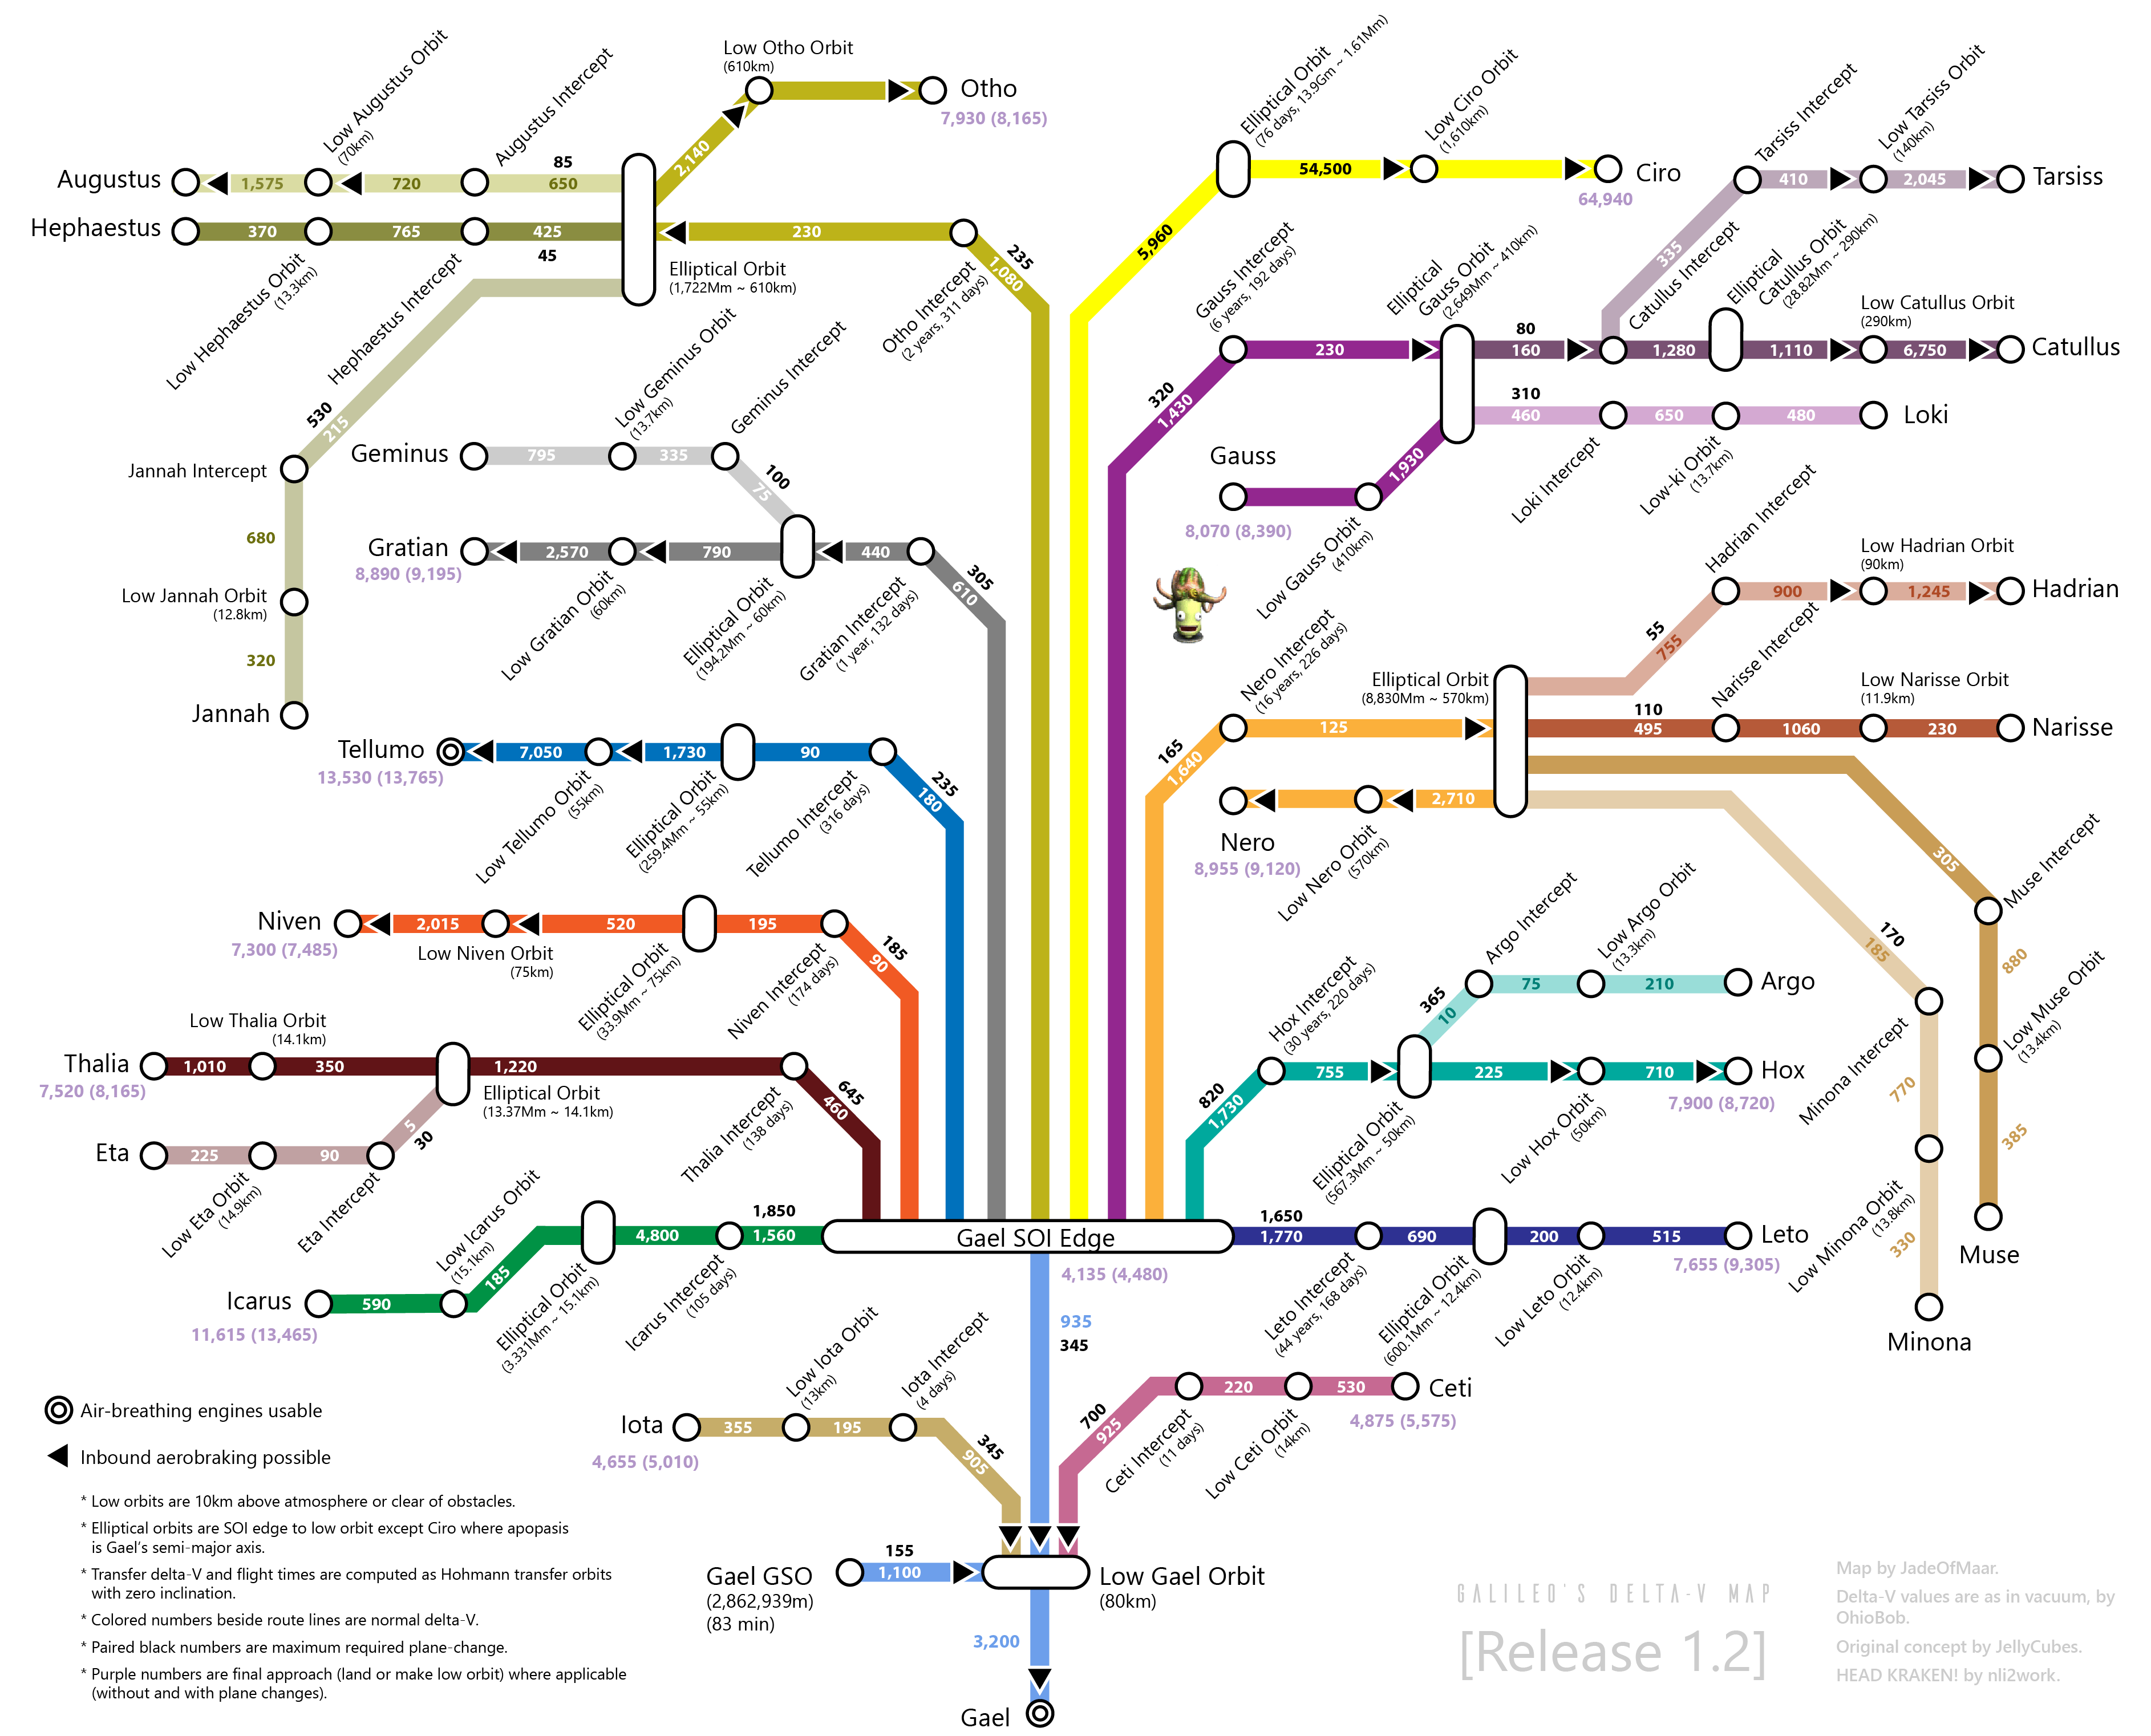 Low Augustus Orbit
(70km)
Augustus Intercept
Low Otho Orbit
(610km)
Otho
7,930 (8,165)
2,140
Augustus
1,575
720
85
650
Hephaestus
370
765
425
45
230
Low Hephaestus Orbit
(13.3km)
Hephaestus Intercept
Elliptical Orbit
(1,722Mm ~ 610km)
Otho Intercept
(2 years, 311 days)
235
1,080
530
215
Jannah Intercept
680
Low Jannah Orbit
(12.8km)
320
Jannah
Low Geminus Orbit
(13.7km)
Geminus Intercept
Geminus
795
335
100
75
Gratian
8,890 (9,195)
2,570
790
440
305
610
Low Gratian Orbit
(60km)
Elliptical Orbit
(194.2Mm ~ 60km)
Gratian Intercept
(1 year, 132 days)
Tellumo
13,530 (13,765)
7,050
1,730
90
235
180
Low Tellumo Orbit
(55km)
Elliptical Orbit
(259.4Mm ~ 55km)
Tellumo Intercept
(316 days)
Niven
7,300 (7,485)
2,015
520
195
185
90
Low Niven Orbit
(75km)
Elliptical Orbit
(33.9Mm ~ 75km)
Niven Intercept
(174 days)
Low Thalia Orbit
(14.1km)
Thalia
7,520 (8,165)
1,010
350
1,220
645
460
Elliptical Orbit
(13.37Mm ~ 14.1km)
Thalia Intercept
(138 days)
Eta
225
90
5
30
Low Eta Orbit
(14.9km)
Eta Intercept
Low Icarus Orbit
(15.1km)
Icarus
11,615 (13,465)
590
185
4,800
1,850
1,560
Elliptical Orbit
(3.331Mm ~ 15.1km)
Icarus Intercept
(105 days)
Elliptical Orbit
(76 days, 13.9Gm ~ 1.61Mm)
Low Ciro Orbit
(1,610km)
5,960
54,500
Ciro
64,940
Tarsiss Intercept
Low Tarsiss Orbit
(140km)
335
410
2,045
Tarsiss
Gauss Intercept
(6 years, 192 days)
Elliptical
Gauss Orbit
(2,649Mm ~ 410km)
Catullus Intercept
Elliptical
Catullus Orbit
(28.82Mm ~ 290km)
Low Catullus Orbit
(290km)
320
1,430
230
80
160
1,280
1,110
6,750
Catullus
310
460
650
480
Loki
Loki Intercept
Low-ki Orbit
(13.7km)
Gauss
8,070 (8,390)
1,930
Low Gauss Orbit
(410km)
Hadrian Intercept
Low Hadrian Orbit
(90km)
55
755
900
1,245
Hadrian
Nero Intercept
(16 years, 226 days)
Elliptical Orbit
(8,830Mm ~ 570km)
Narisse Intercept
Low Narisse Orbit
(11.9km)
165
1,640
125
110
495
1060
230
Narisse
Nero
8,955 (9,120)
2,710
Low Nero Orbit
(570km)
305
Muse Intercept
880
Low Muse Orbit
(13.4km)
385
Muse
170
185
Minona Intercept
770
Low Minona Orbit
(13.8km)
330
Minona
Argo Intercept
Low Argo Orbit
(13.3km)
365
10
75
210
Argo
Hox Intercept
(30 years, 220 days)
820
1,730
755
225
710
Hox
7,900 (8,720)
Elliptical Orbit
(567.3Mm ~ 50km)
Low Hox Orbit
(50km)
Gael SOI Edge
4,135 (4,480)
1,650
1,770
690
200
515
Leto
7,655 (9,305)
Leto Intercept
(44 years, 168 days)
Elliptical Orbit
(600.1Mm ~ 12.4km)
Low Leto Orbit
(12.4km)
935
345
Low Iota Orbit
(13km)
Iota Intercept
(4 days)
Iota
4,655 (5,010)
355
195
345
905
700
925
220
530
Ceti
4,875 (5,575)
Ceti Intercept
(11 days)
Low Ceti Orbit
(14km)
Gael GSO
(2,862,939m)
(83 min)
155
1,100
Low Gael Orbit
(80km)
3,200
Gael
Air-breathing engines usable
Inbound aerobraking possible
* Low orbits are 10km above atmosphere or clear of obstacles.
* Elliptical orbits are SOI edge to low orbit except Ciro where apopasis
is Gael's semi-major axis.
* Transfer delta-V and flight times are computed as Hohmann transfer orbits
with zero inclination.
* Colored numbers beside route lines are normal delta-V.
* Paired black numbers are maximum required plane-change.
* Purple numbers are final approach (land or make low orbit) where applicable
(without and with plane changes).
GALILEO'S DELTA-V MAP
[Release 1.2]
Map by JadeOfMaar.
Delta-V values are as in vacuum, by
OhioBob.
Original concept by JellyCubes.
HEAD KRAKEN! by nli2work.